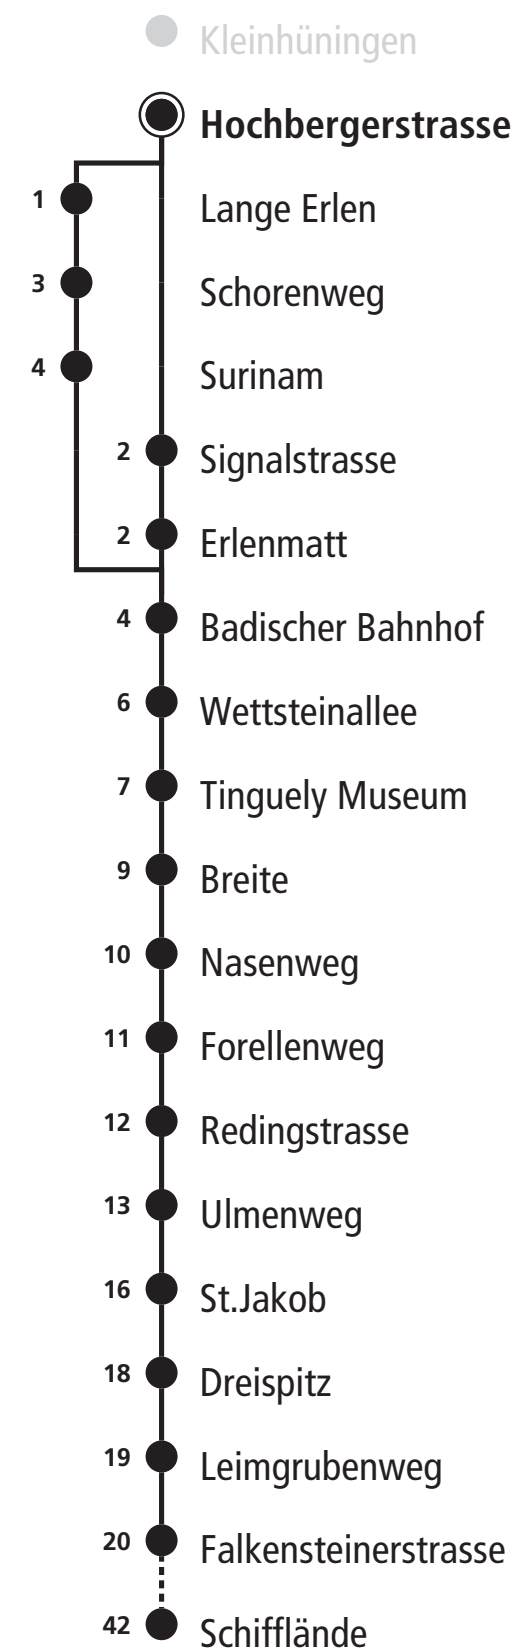 Kleinhüningen
Hochbergerstrasse
1 Lange Erlen
3 Schorenweg
4 Surinam
2 Signalstrasse
2 Erlenmatt
4 Badischer Bahnhof
6 Wettsteinallee
7 Tinguely Museum
9 Breite
10 Nasenweg
11 Forellenweg
12 Redingstrasse
13 Ulmenweg
16 St.Jakob
18 Dreispitz
19 Leimgrubenweg
20 Falkensteinerstrasse
42 Schifflände